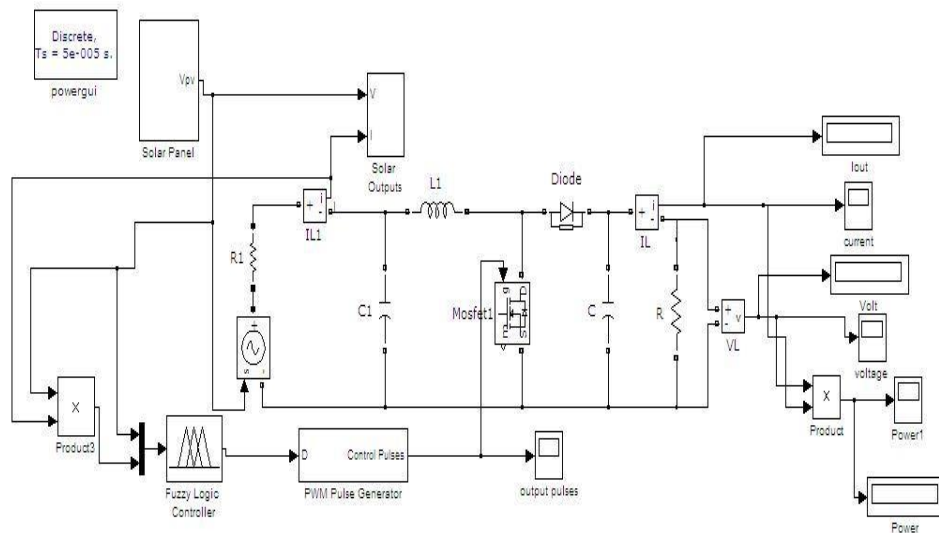 Discrete,
Ts = 5e-005 s.
powergui
Vpv
Solar Panel
V
I
Solar
Outputs
i
+
-
IL1
L1
Diode
+
i
-
IL
Iout
current
R1
C1
Mosfet1
g
D
S
C
R
+
-
v
VL
Volt
voltage
+
s
-
X
Product3
Fuzzy Logic
Controller
D
Control Pulses
PWM Pulse Generator
output pulses
X
Product
Power1
Power